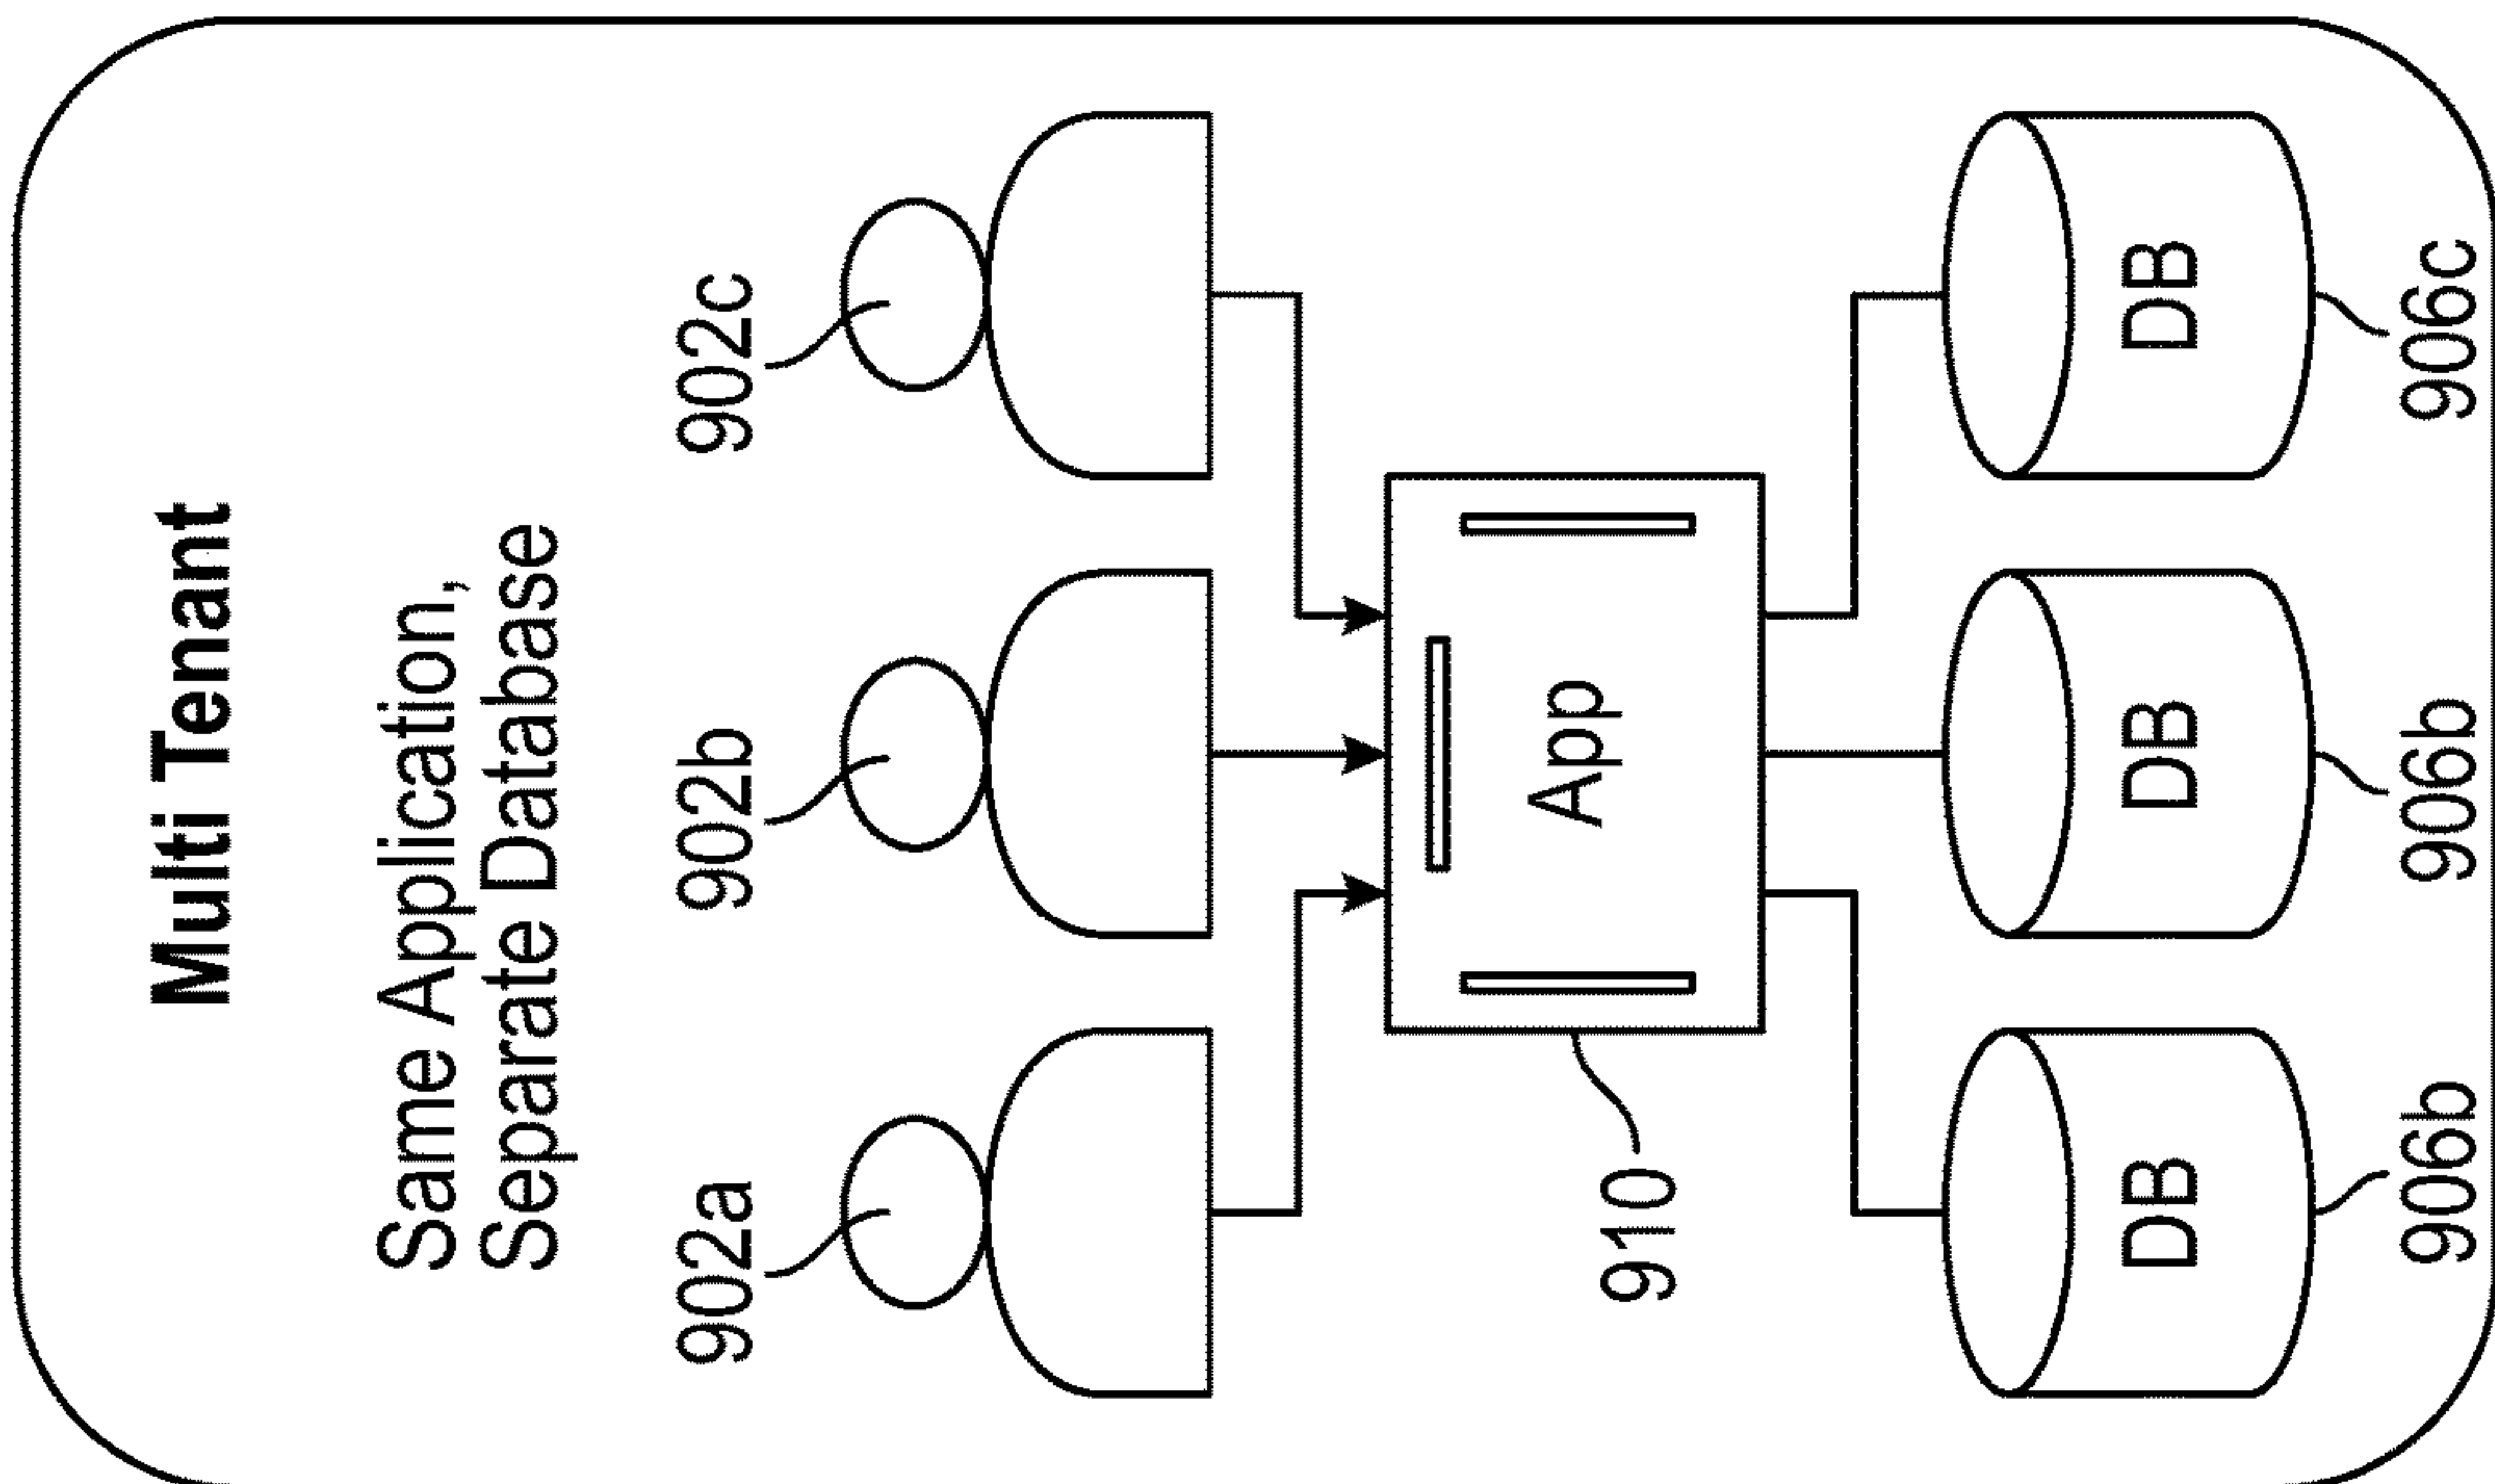 Multi Tenant
Same Application,
Separate Database
902a
902b
902c
App
910
DB
DB
DB
906b
906b
906c